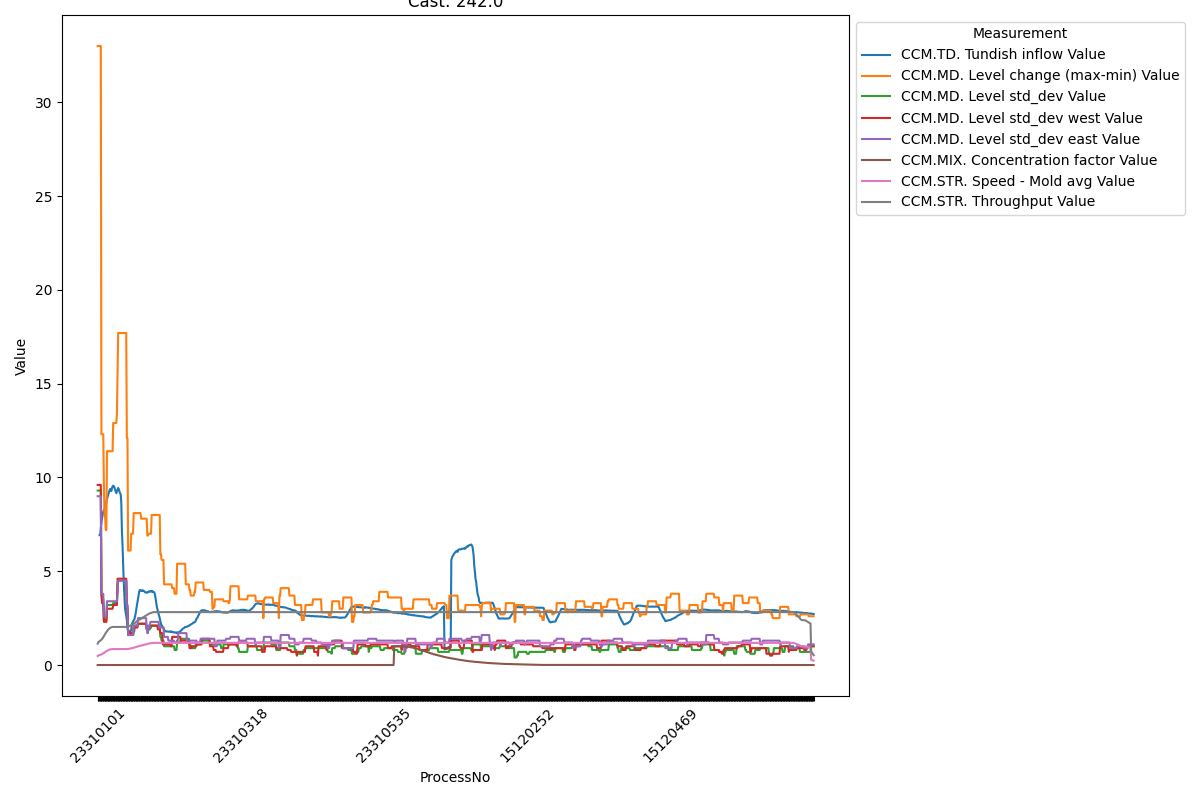 Cast: 242.0
Measurement
CCM.TD. Tundish inflow Value
CCM.MD. Level change (max-min) Value
CCM.MD. Level std_dev Value
CCM.MD. Level std_dev west Value
CCM.MD. Level std_dev east Value
CCM.MIX. Concentration factor Value
CCM.STR. Speed - Mold avg Value
CCM.STR. Throughput Value
Value
30
25
20
15
10
5
0
23310101
23310318
23310535
15120252
15120469
ProcessNo